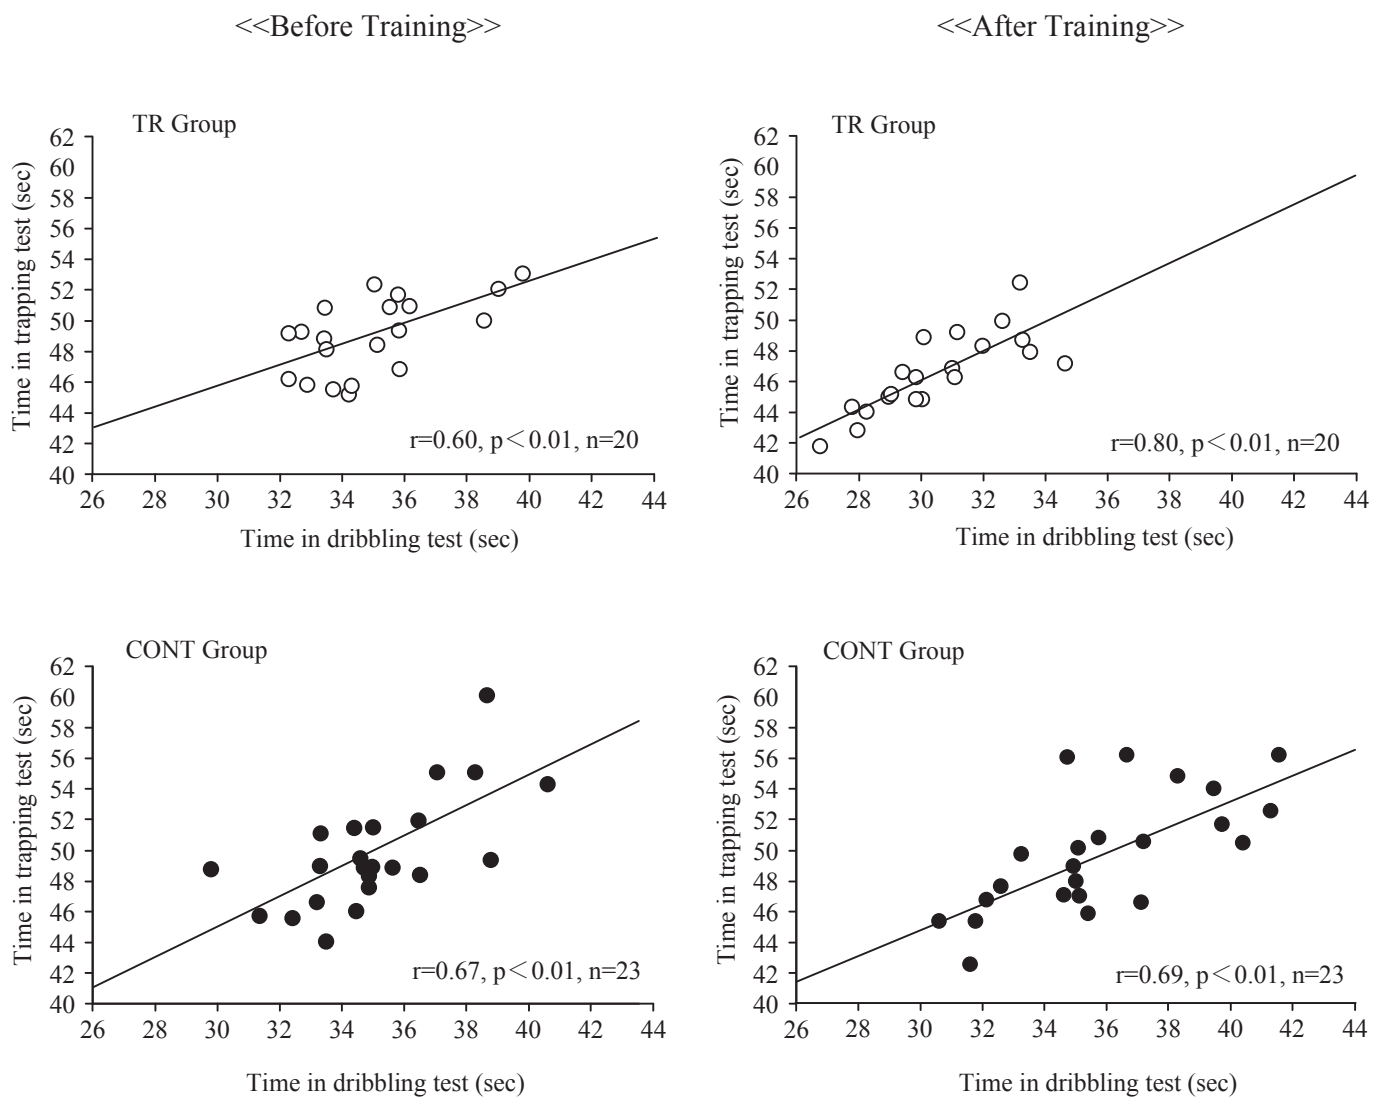 <<Before Training>>
<<After Training>>
TR Group
62
60
58
56
54
52
50
48
46
44
42
40
Time in trapping test (sec)
r=0.60, p<0.01, n=20
26 28 30 32 34 36 38 40 42 44
Time in dribbling test (sec)
TR Group
62
60
58
56
54
52
50
48
46
44
42
40
Time in trapping test (sec)
r=0.80, p<0.01, n=20
26 28 30 32 34 36 38 40 42 44
Time in dribbling test (sec)
CONT Group
62
60
58
56
54
52
50
48
46
44
42
40
Time in trapping test (sec)
r=0.67, p<0.01, n=23
26 28 30 32 34 36 38 40 42 44
Time in dribbling test (sec)
CONT Group
62
60
58
56
54
52
50
48
46
44
42
40
Time in trapping test (sec)
r=0.69, p<0.01, n=23
26 28 30 32 34 36 38 40 42 44
Time in dribbling test (sec)